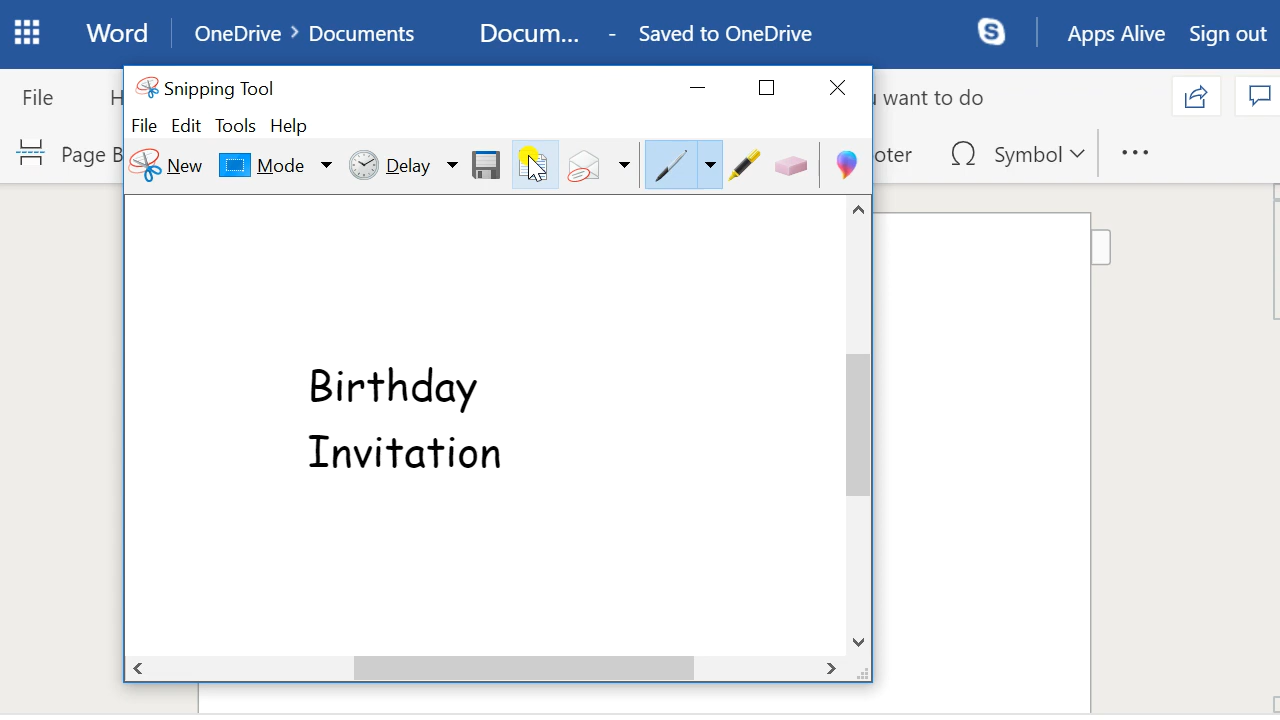 Word OneDrive > Documents Docum... - Saved to OneDrive Apps Alive Sign out
Snipping Tool
File want to do
File Edit Tools Help
Page New Mode Delay Symbol ...
Birthday
Invitation